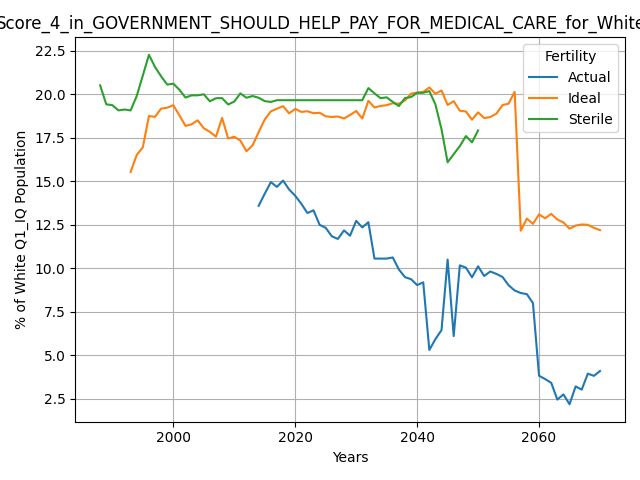 Score_4_in_GOVERNMENT_SHOULD_HELP_PAY_FOR_MEDICAL_CARE_for_White
Fertility
Actual
Ideal
Sterile
% of White Q1_IQ Population
22.5
20.0
17.5
15.0
12.5
10.0
7.5
5.0
2.5
2000
2020
2040
2060
Years